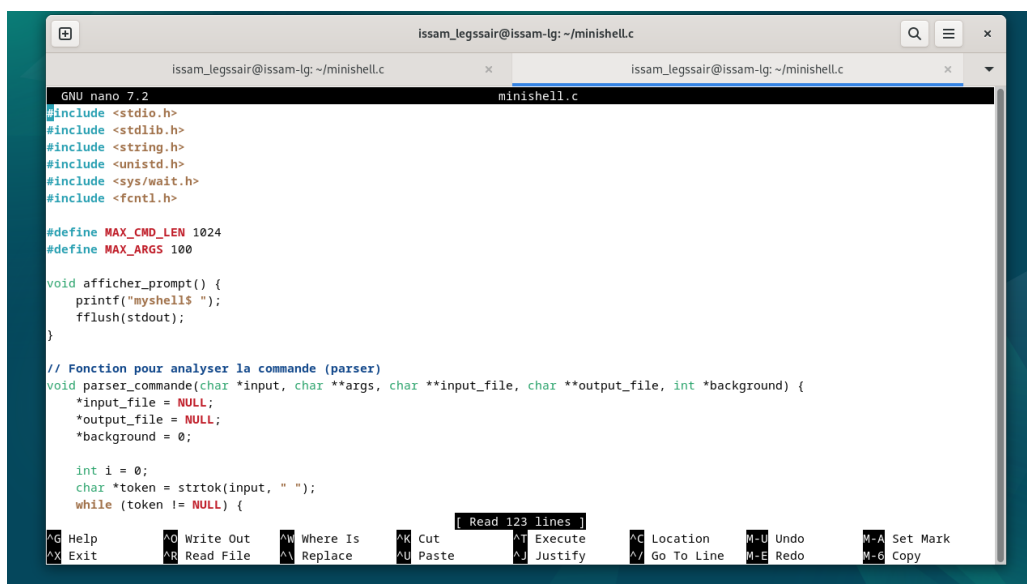 issam_legssair@issam-lg: ~/minishell.c
issam_legssair@issam-lg: ~/minishell.c
issam_legssair@issam-lg: ~/minishell.c
GNU nano 7.2 minishell.c
#include <stdio.h>
#include <stdlib.h>
#include <string.h>
#include <unistd.h>
#include <sys/wait.h>
#include <fcntl.h>
#define MAX_CMD_LEN 1024
#define MAX_ARGS 100
void afficher_prompt() {
    printf("myshell$ ");
    fflush(stdout);
}
// Fonction pour analyser la commande (parser)
void parser_commande(char *input, char **args, char **input_file, char **output_file, int *background) {
    *input_file = NULL;
    *output_file = NULL;
    *background = 0;
    int i = 0;
    char *token = strtok(input, " ");
    while (token != NULL) {
[ Read 123 lines ]
^G Help ^O Write Out ^W Where Is ^K Cut ^T Execute ^C Location M-U Undo M-A Set Mark
^X Exit ^R Read File ^\ Replace ^U Paste ^J Justify ^/ Go To Line M-E Redo M-6 Copy